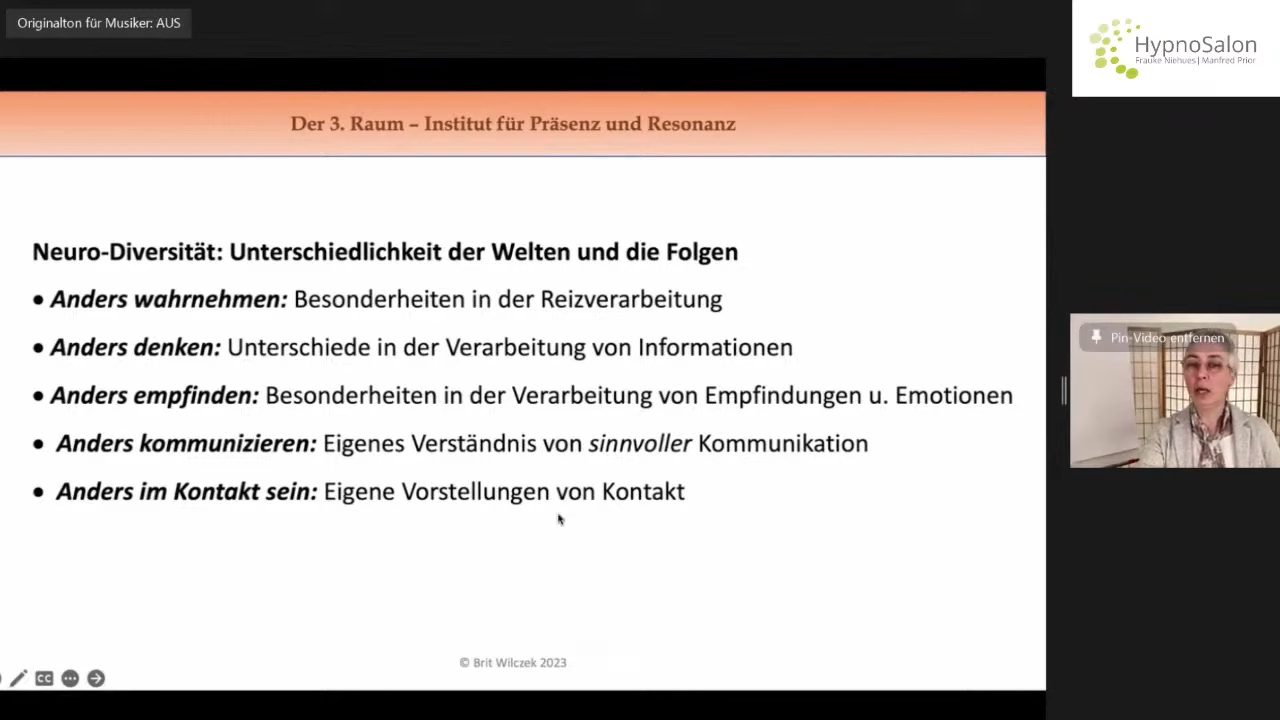 Originalton für Musiker: AUS
HypnoSalon
Frauke Niehues| Manfred Prior
Der 3. Raum – Institut für Präsenz und Resonanz
Neuro-Diversität: Unterschiedlichkeit der Welten und die Folgen
• Anders wahrnehmen: Besonderheiten in der Reizverarbeitung
• Anders denken: Unterschiede in der Verarbeitung von Informationen
• Anders empfinden: Besonderheiten in der Verarbeitung von Empfindungen u. Emotionen
• Anders kommunizieren: Eigenes Verständnis von sinnvoller Kommunikation
• Anders im Kontakt sein: Eigene Vorstellungen von Kontakt
Pin-Video entfernen
© Brit Wilczek 2023
CC